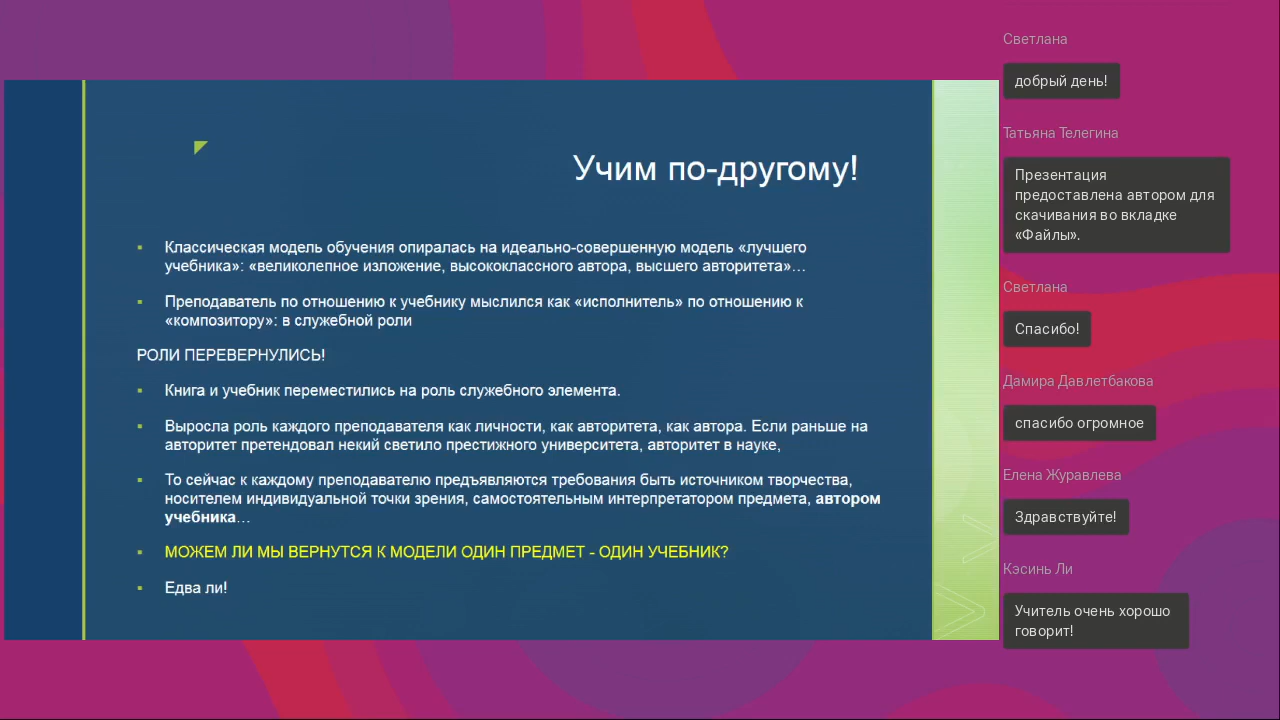 Учим по-другому!
Классическая модель обучения опиралась на идеально-совершенную модель «лучшего
учебника»: «великолепное изложение, высококлассного автора, высшего авторитета»...
Преподаватель по отношению к учебнику мыслился как «исполнитель» по отношению к
«композитору»: в служебной роли
РОЛИ ПЕРЕВЕРНУЛИСЬ!
Книга и учебник переместились на роль служебного элемента.
Выросла роль каждого преподавателя как личности, как авторитета, как автора. Если раньше на
авторитет претендовал некий светило престижного университета, авторитет в науке,
То сейчас к каждому преподавателю предъявляются требования быть источником творчества,
носителем индивидуальной точки зрения, самостоятельным интерпретатором предмета, автором
учебника...
МОЖЕМ ЛИ МЫ ВЕРНУТСЯ К МОДЕЛИ ОДИН ПРЕДМЕТ - ОДИН УЧЕБНИК?
Едва ли!
Светлана
добрый день!
Татьяна Телегина
Презентация
предоставлена автором для
скачивания во вкладке
«Файлы».
Светлана
Спасибо!
Дамира Давлетбакова
спасибо огромное
Елена Журавлева
Здравствуйте!
Кэсинь Ли
Учитель очень хорошо
говорит!